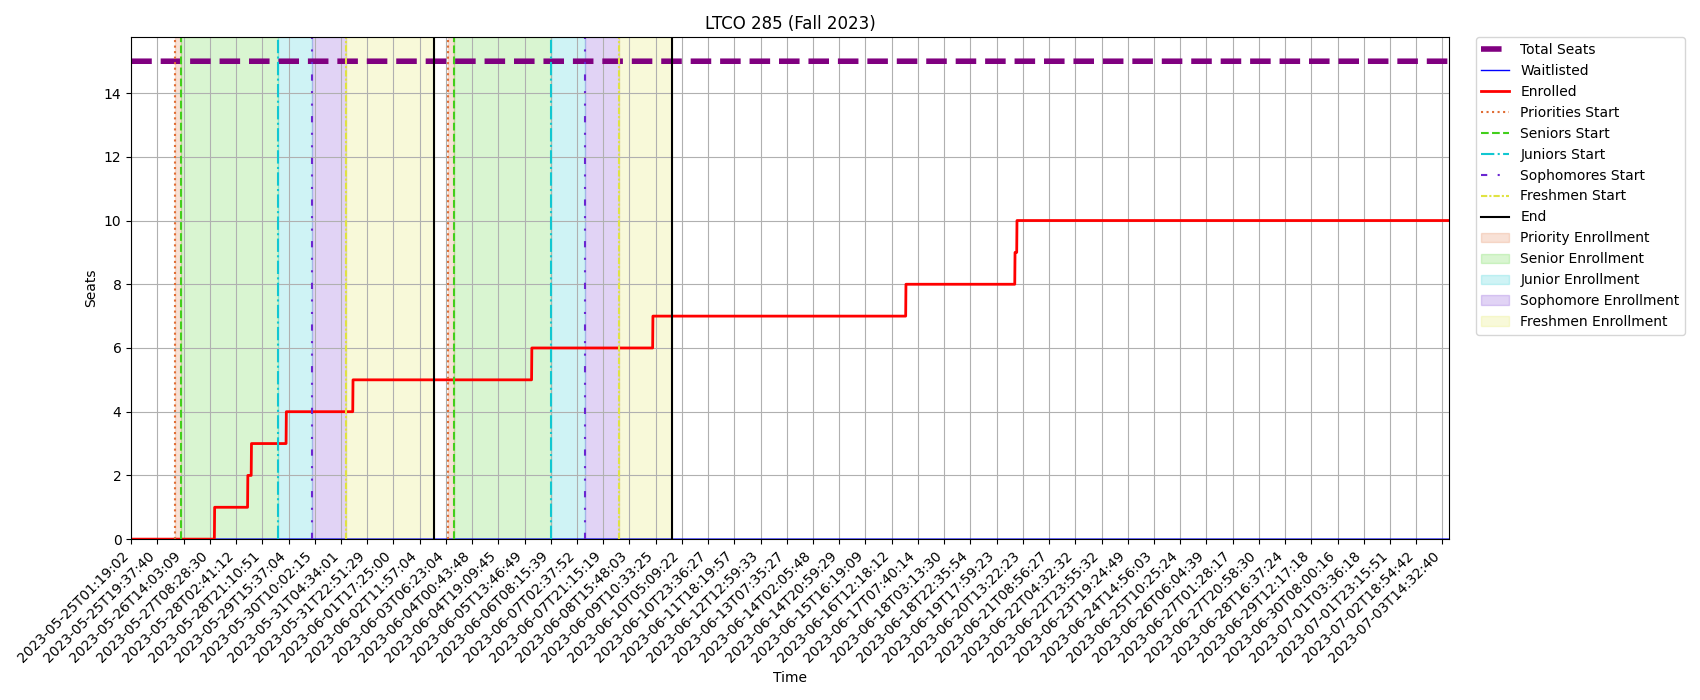 LTCO 285 (Fall 2023)
Seats
14
12
10
8
6
4
2
0
2023-05-25T01:19:02
2023-05-25T19:37:40
2023-05-26T14:03:09
2023-05-27T08:28:30
2023-05-28T02:41:12
2023-05-28T21:10:51
2023-05-29T15:37:04
2023-05-30T10:02:15
2023-05-31T04:34:01
2023-05-31T22:51:29
2023-06-01T17:25:00
2023-06-02T11:57:04
2023-06-03T06:23:04
2023-06-04T00:43:48
2023-06-04T19:09:45
2023-06-05T13:46:49
2023-06-06T08:15:39
2023-06-07T02:37:52
2023-06-07T21:15:19
2023-06-08T15:48:03
2023-06-09T10:33:25
2023-06-10T05:09:22
2023-06-10T23:36:27
2023-06-11T18:19:57
2023-06-12T12:59:33
2023-06-13T07:35:27
2023-06-14T02:05:48
2023-06-14T20:59:29
2023-06-15T16:19:09
2023-06-16T12:18:12
2023-06-17T07:40:14
2023-06-18T03:13:30
2023-06-18T22:35:54
2023-06-19T17:59:23
2023-06-20T13:22:23
2023-06-21T08:56:27
2023-06-22T04:32:32
2023-06-22T23:55:32
2023-06-23T19:24:49
2023-06-24T14:56:03
2023-06-25T10:25:24
2023-06-26T06:04:39
2023-06-27T01:28:17
2023-06-27T20:58:30
2023-06-28T16:37:24
2023-06-29T12:17:18
2023-06-30T08:00:16
2023-07-01T03:36:18
2023-07-01T23:15:51
2023-07-02T18:54:42
2023-07-03T14:32:40
Time
Total Seats
Waitlisted
Enrolled
Priorities Start
Seniors Start
Juniors Start
Sophomores Start
Freshmen Start
End
Priority Enrollment
Senior Enrollment
Junior Enrollment
Sophomore Enrollment
Freshmen Enrollment